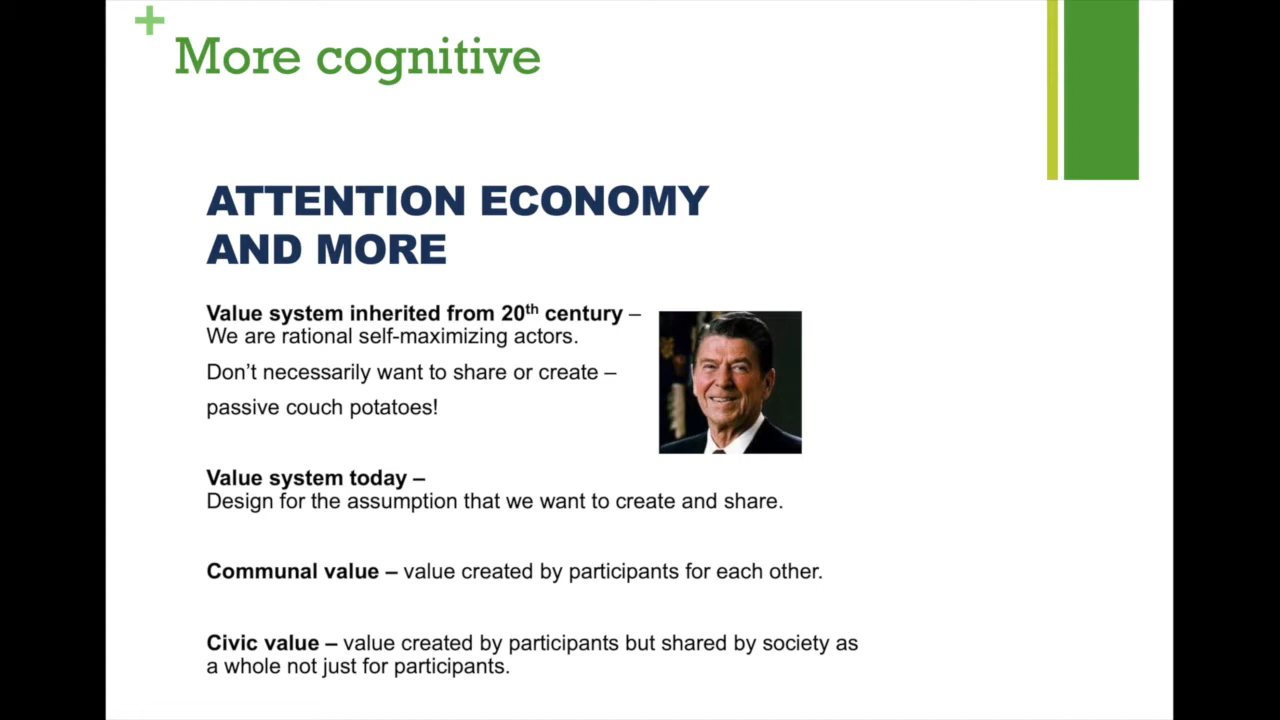 +
More cognitive
ATTENTION ECONOMY
AND MORE
Value system inherited from 20th century –
We are rational self-maximizing actors.
Don’t necessarily want to share or create –
passive couch potatoes!
Value system today –
Design for the assumption that we want to create and share.
Communal value – value created by participants for each other.
Civic value – value created by participants but shared by society as
a whole not just for participants.